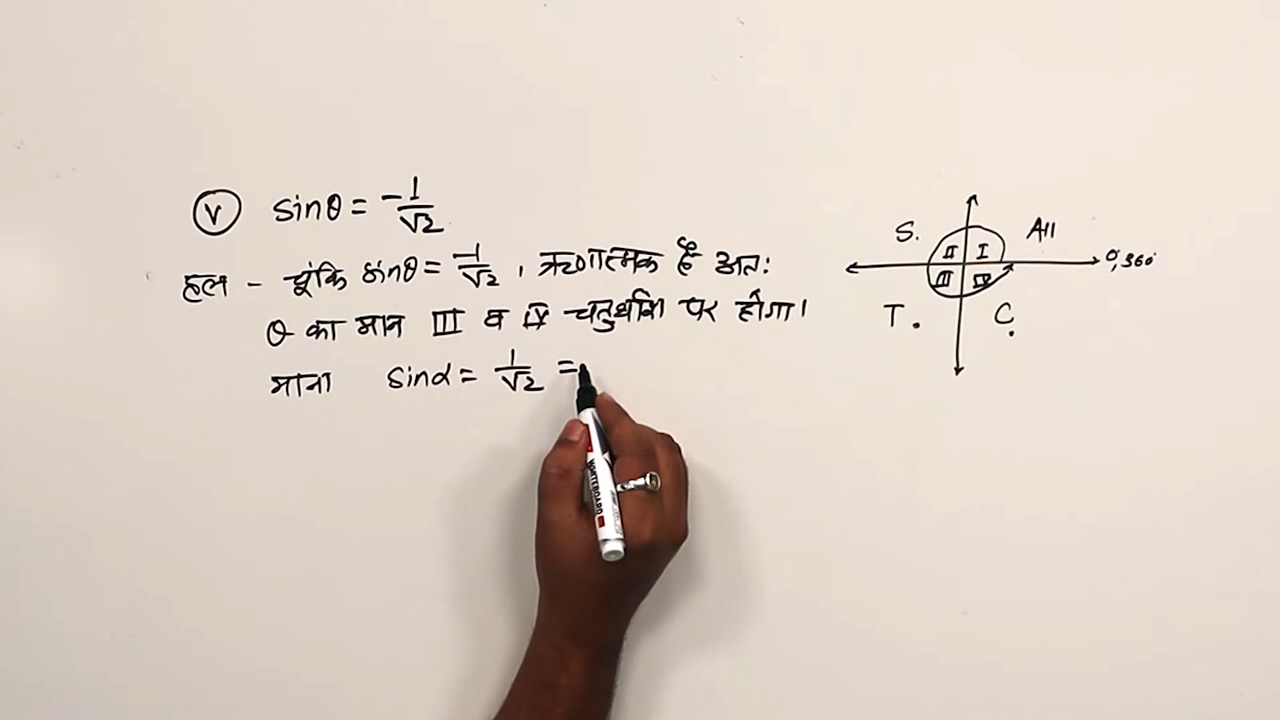 (v) sinθ = -1/√2
हल - चूंकि sinθ = -1/√2 , ऋणात्मक है अतः
θ का मान III व IV चतुर्थांश पर होगा।
माना sinα = 1/√2 =
S. All
II I
0°, 360°
III IV
T. C.
WHITEBOARD